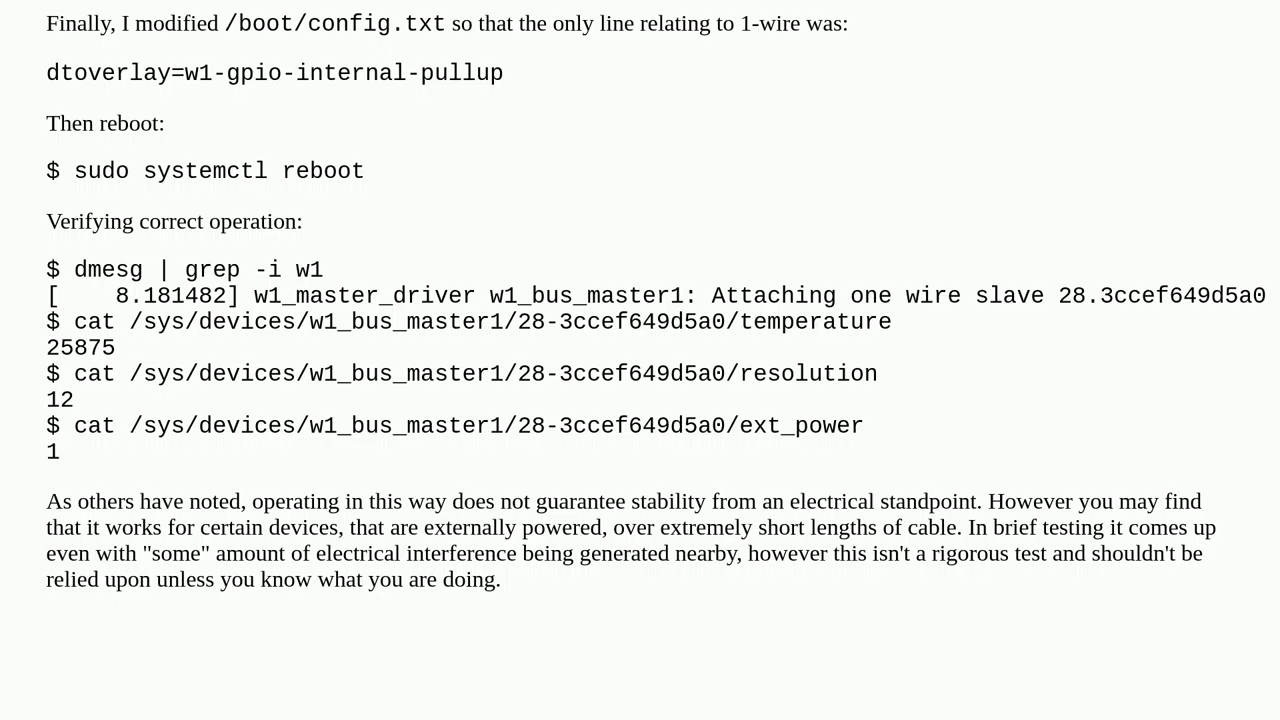 Finally, I modified /boot/config.txt so that the only line relating to 1-wire was:
dtoverlay=w1-gpio-internal-pullup
Then reboot:
$ sudo systemctl reboot
Verifying correct operation:
$ dmesg | grep -i w1
[    8.181482] w1_master_driver w1_bus_master1: Attaching one wire slave 28.3ccef649d5a0
$ cat /sys/devices/w1_bus_master1/28-3ccef649d5a0/temperature
25875
$ cat /sys/devices/w1_bus_master1/28-3ccef649d5a0/resolution
12
$ cat /sys/devices/w1_bus_master1/28-3ccef649d5a0/ext_power
1
As others have noted, operating in this way does not guarantee stability from an electrical standpoint. However you may find
that it works for certain devices, that are externally powered, over extremely short lengths of cable. In brief testing it comes up
even with "some" amount of electrical interference being generated nearby, however this isn't a rigorous test and shouldn't be
relied upon unless you know what you are doing.